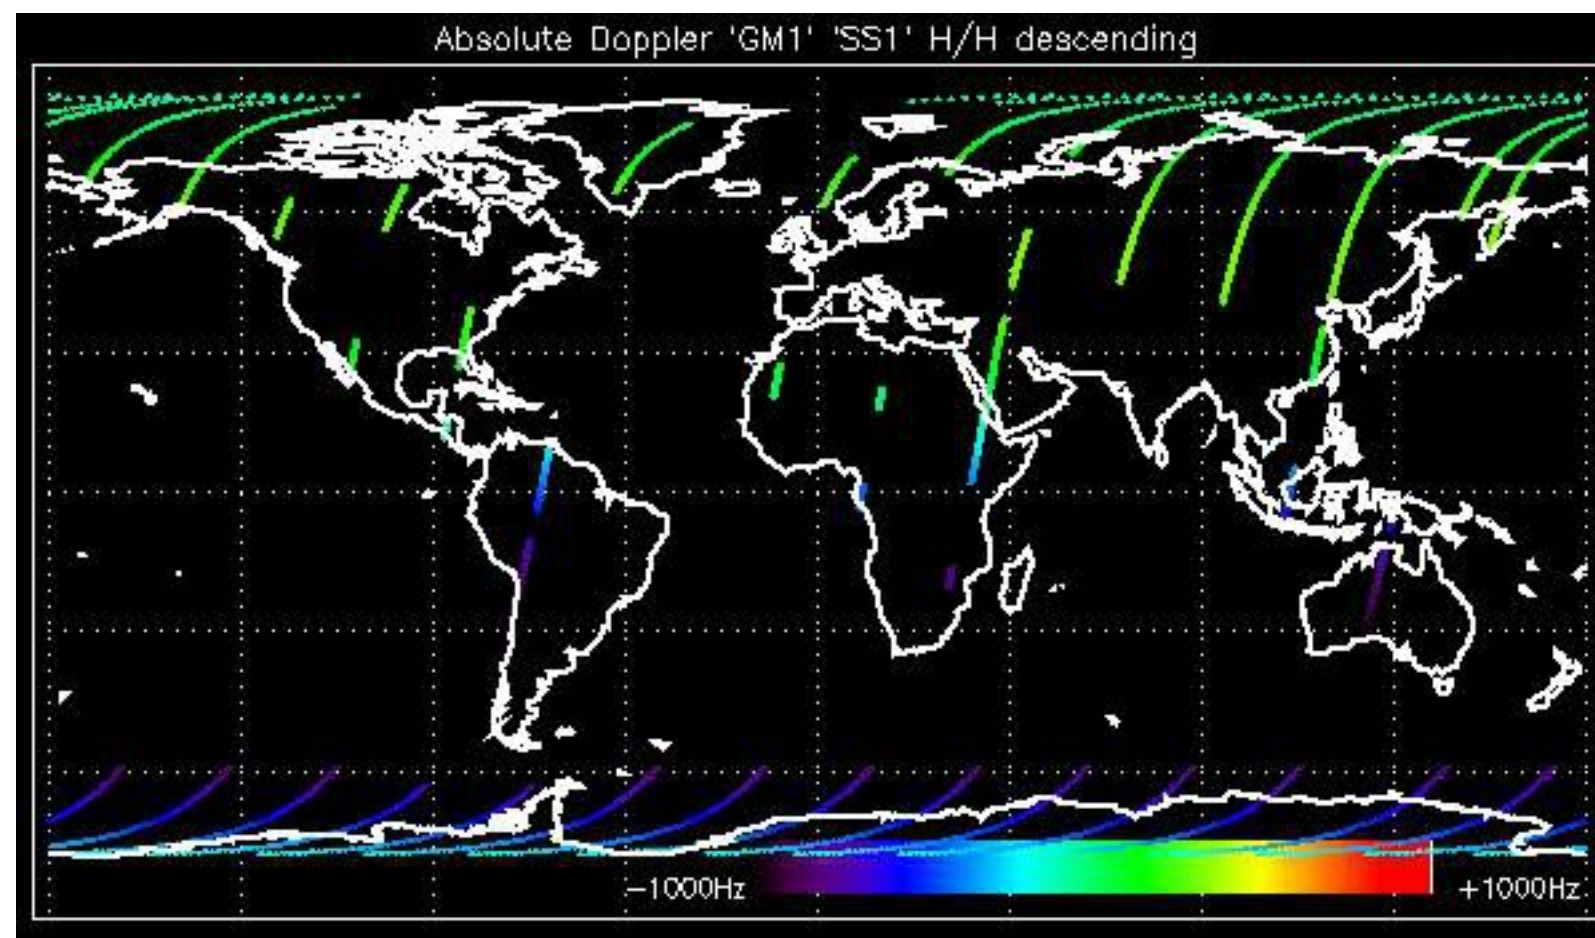 Absolute Doppler 'GM1' 'SS1' H/H descending
−1000Hz
+1000Hz